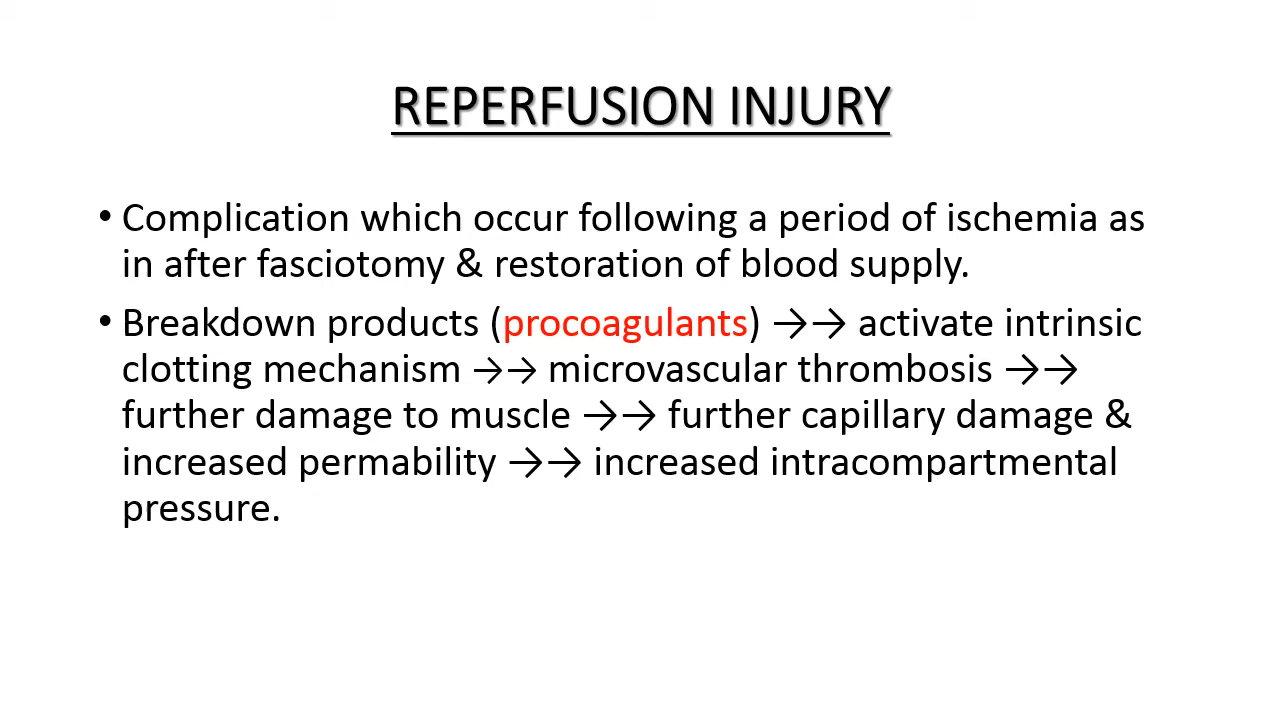 REPERFUSION INJURY
• Complication which occur following a period of ischemia as
in after fasciotomy & restoration of blood supply.
• Breakdown products (procoagulants) →→ activate intrinsic
clotting mechanism →→ microvascular thrombosis →→
further damage to muscle →→ further capillary damage &
increased permability →→ increased intracompartmental
pressure.